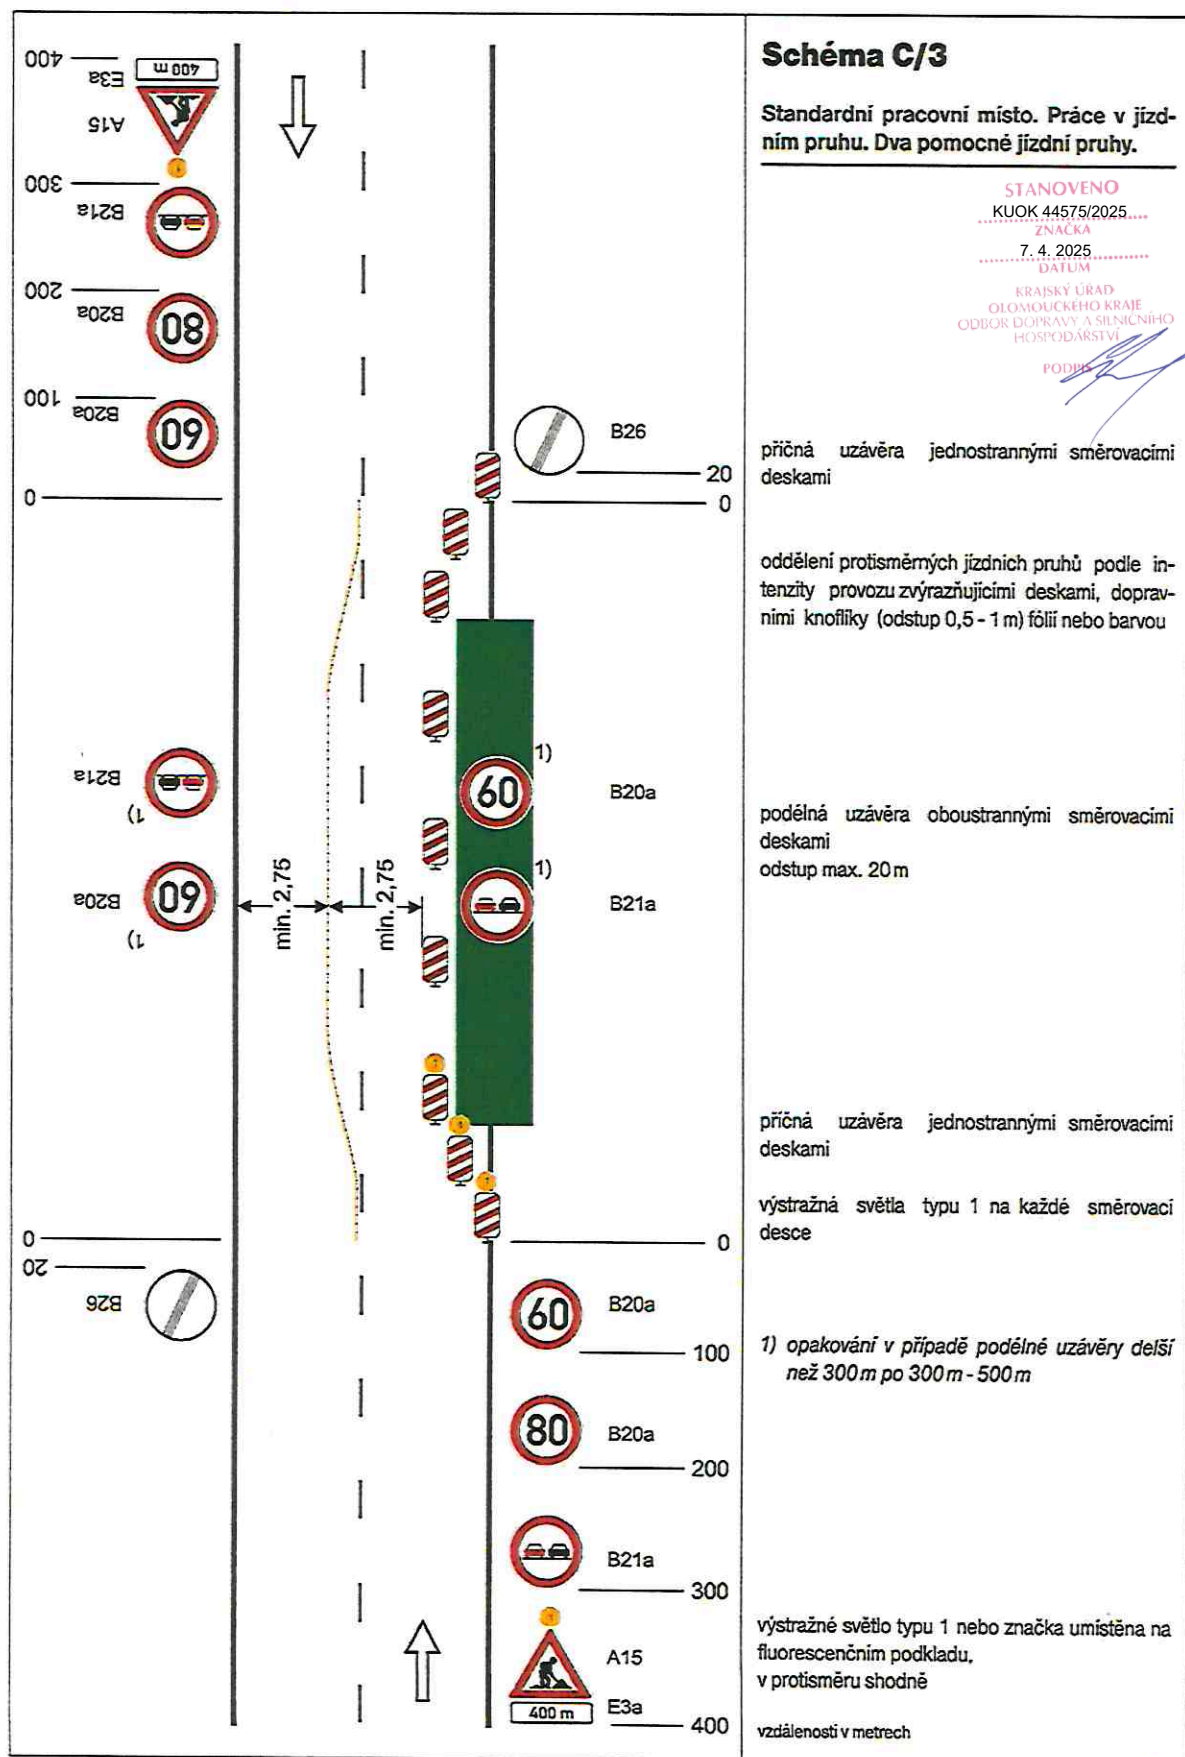 Schéma C/3
Standardní pracovní místo. Práce v jízd-
ním pruhu. Dva pomocné jízdní pruhy.
STANOVENO
KUOK 44575/2025
ZNAČKA
7. 4. 2025
DATUM
KRAJSKÝ ÚŘAD
OLOMOUCKÉHO KRAJE
ODBOR DOPRAVY A SILNIČNÍHO
HOSPODÁŘSTVÍ
PODPIS
400
E3a
400 m
A15
300
B21a
200
B20a
80
100
B20a
60
0
B26
20
0
příčná uzávěra jednostrannými směrovacími
deskami
oddělení protisměrných jízdních pruhů podle in-
tenzity provozu zvýrazňujícími deskami, doprav-
ními knoflíky (odstup 0,5 - 1 m) fólií nebo barvou
B21a
1)
B20a
60
1)
min. 2,75
min. 2,75
1)
60
B20a
1)
B21a
podélná uzávěra oboustrannými směrovacími
deskami
odstup max. 20 m
příčná uzávěra jednostrannými směrovacími
deskami
výstražná světla typu 1 na každé směrovací
desce
0
20
B26
0
60
B20a
100
80
B20a
200
B21a
300
A15
400 m
E3a
400
1) opakování v případě podélné uzávěry delší
než 300 m po 300 m - 500 m
výstražné světlo typu 1 nebo značka umístěna na
fluorescenčním podkladu,
v protisměru shodně
vzdálenosti v metrech